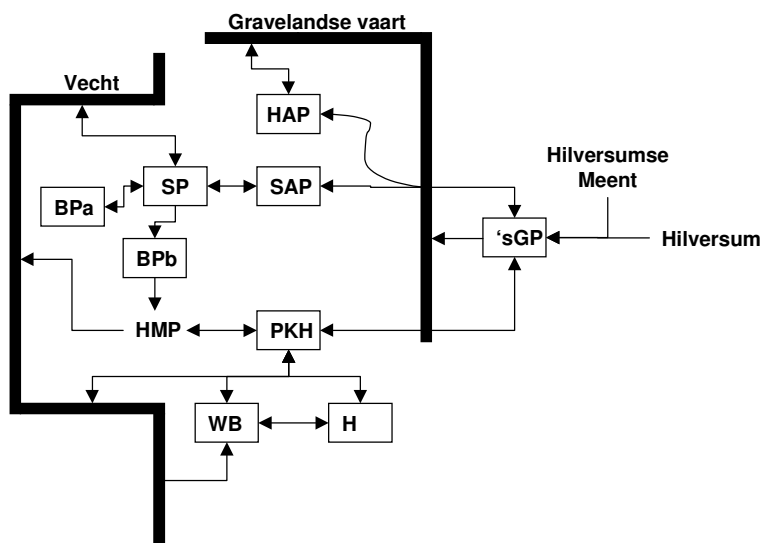 Gravelandse vaart
Vecht
HAP
Hilversumse
Meent
SP
SAP
BPa
'sGP
Hilversum
BPb
HMP
PKH
WB
H